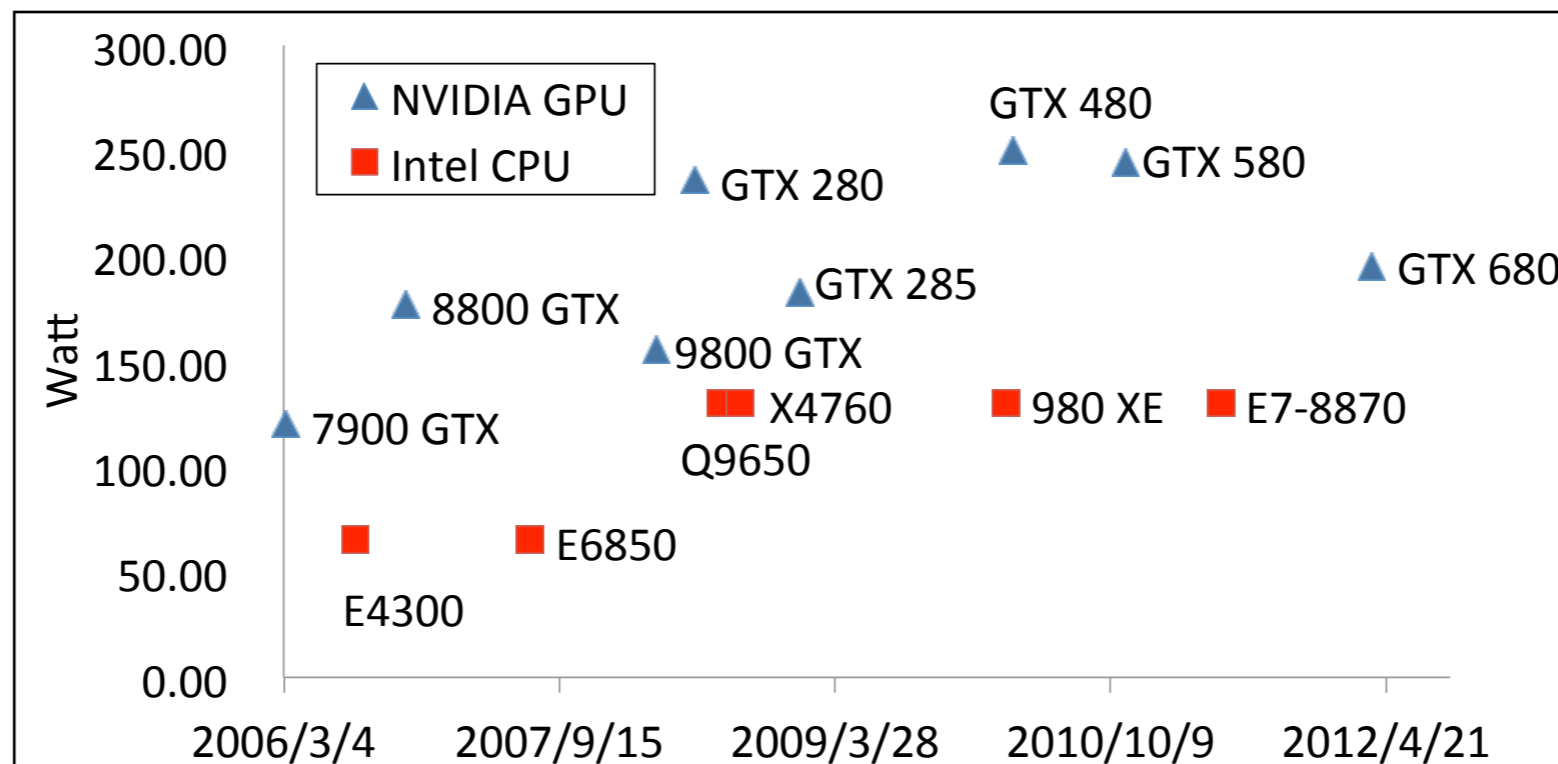 300.00
250.00
200.00
150.00
100.00
50.00
0.00
Watt
NVIDIA GPU
Intel CPU
GTX 480
GTX 580
GTX 280
GTX 680
GTX 285
8800 GTX
9800 GTX
7900 GTX
X4760
980 XE
E7-8870
Q9650
E6850
E4300
2006/3/4
2007/9/15
2009/3/28
2010/10/9
2012/4/21